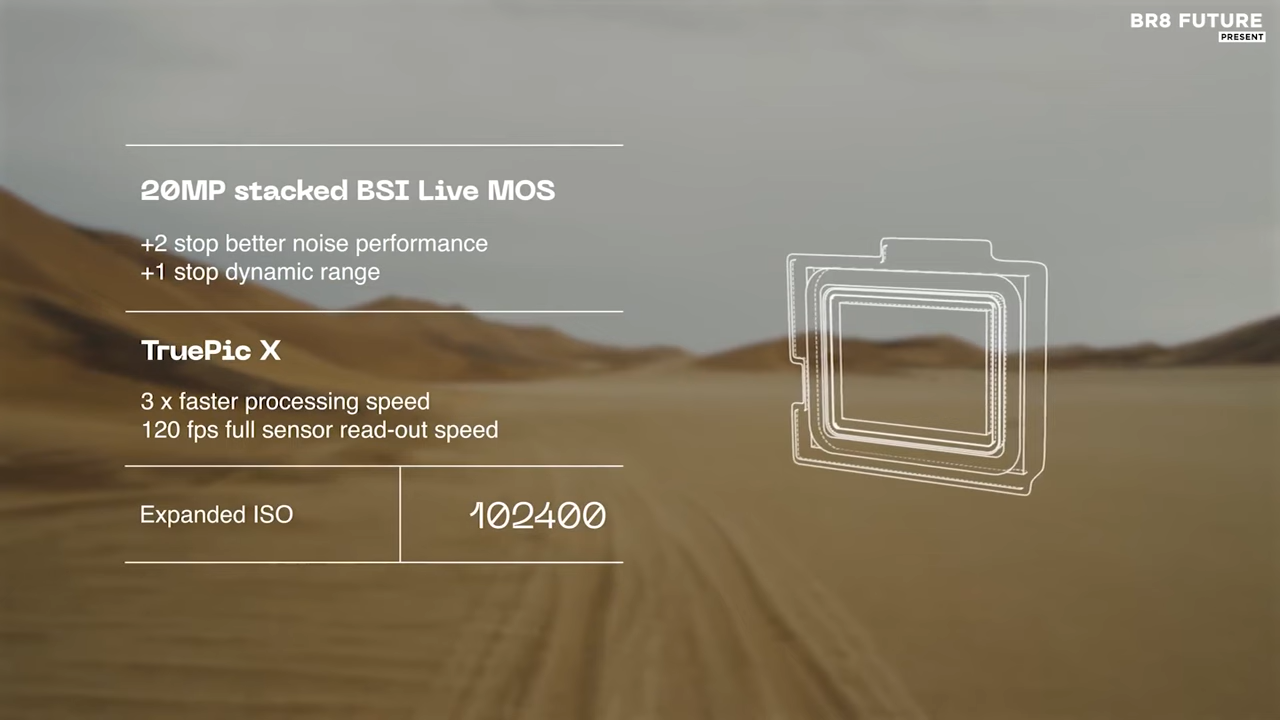 BR8 FUTURE
PRESENT
20MP stacked BSI Live MOS
+2 stop better noise performance
+1 stop dynamic range
TruePic X
3 x faster processing speed
120 fps full sensor read-out speed
Expanded ISO
102400